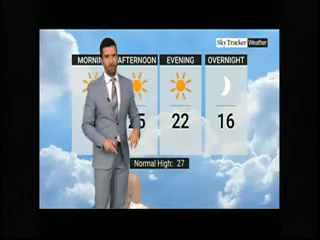 SkyTracker Weather
MORNING AFTERNOON EVENING OVERNIGHT
22 16
Normal High: 27